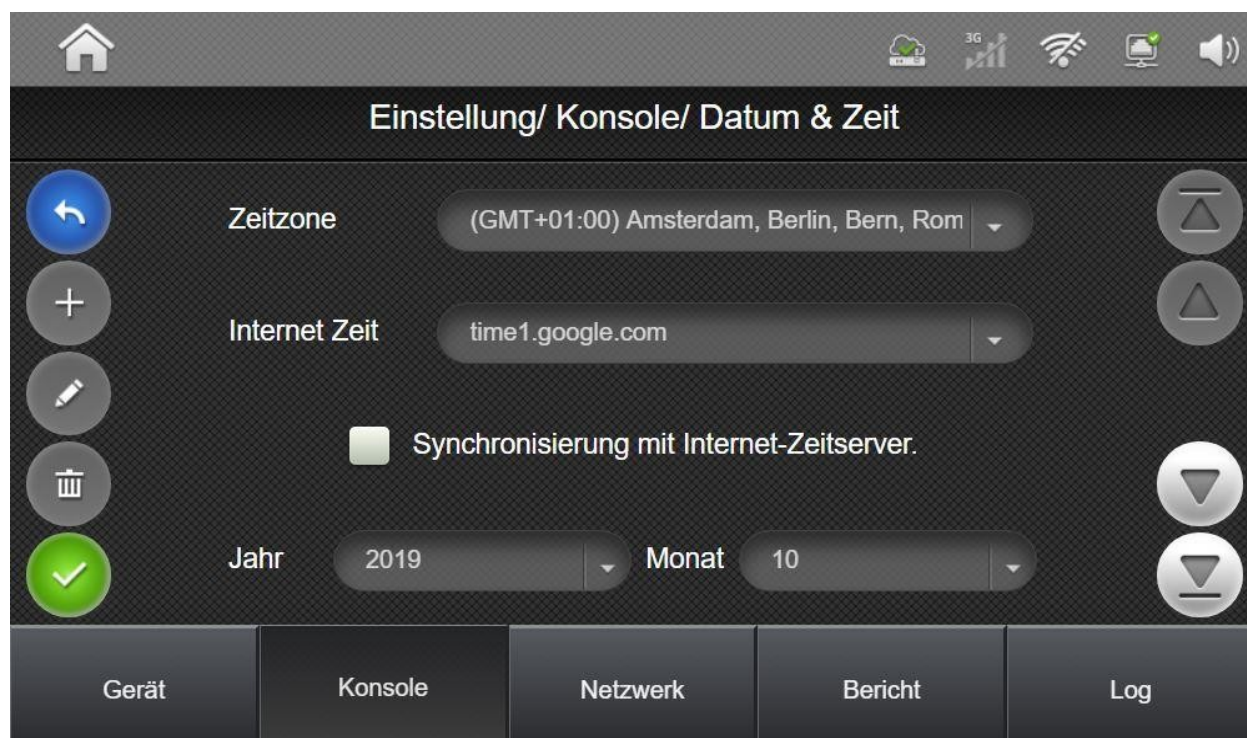 3G
Einstellung/ Konsole/ Datum & Zeit
Zeitzone (GMT+01:00) Amsterdam, Berlin, Bern, Rom
Internet Zeit time1.google.com
Synchronisierung mit Internet-Zeitserver.
Jahr 2019 Monat 10
Gerät Konsole Netzwerk Bericht Log